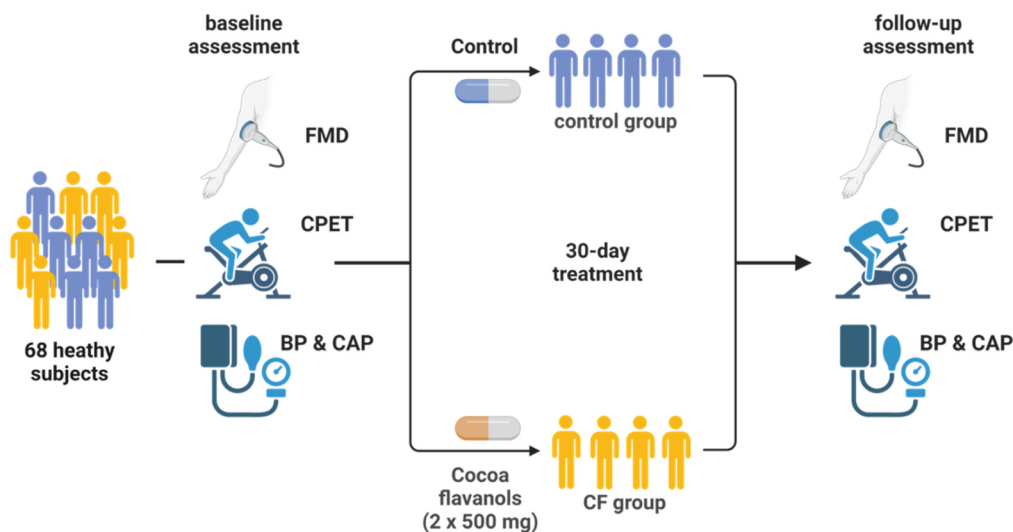 baseline
assessment
FMD
CPET
BP & CAP
68 heathy
subjects
Control
control group
30-day
treatment
Cocoa
flavanols
(2 x 500 mg)
CF group
follow-up
assessment
FMD
CPET
BP & CAP